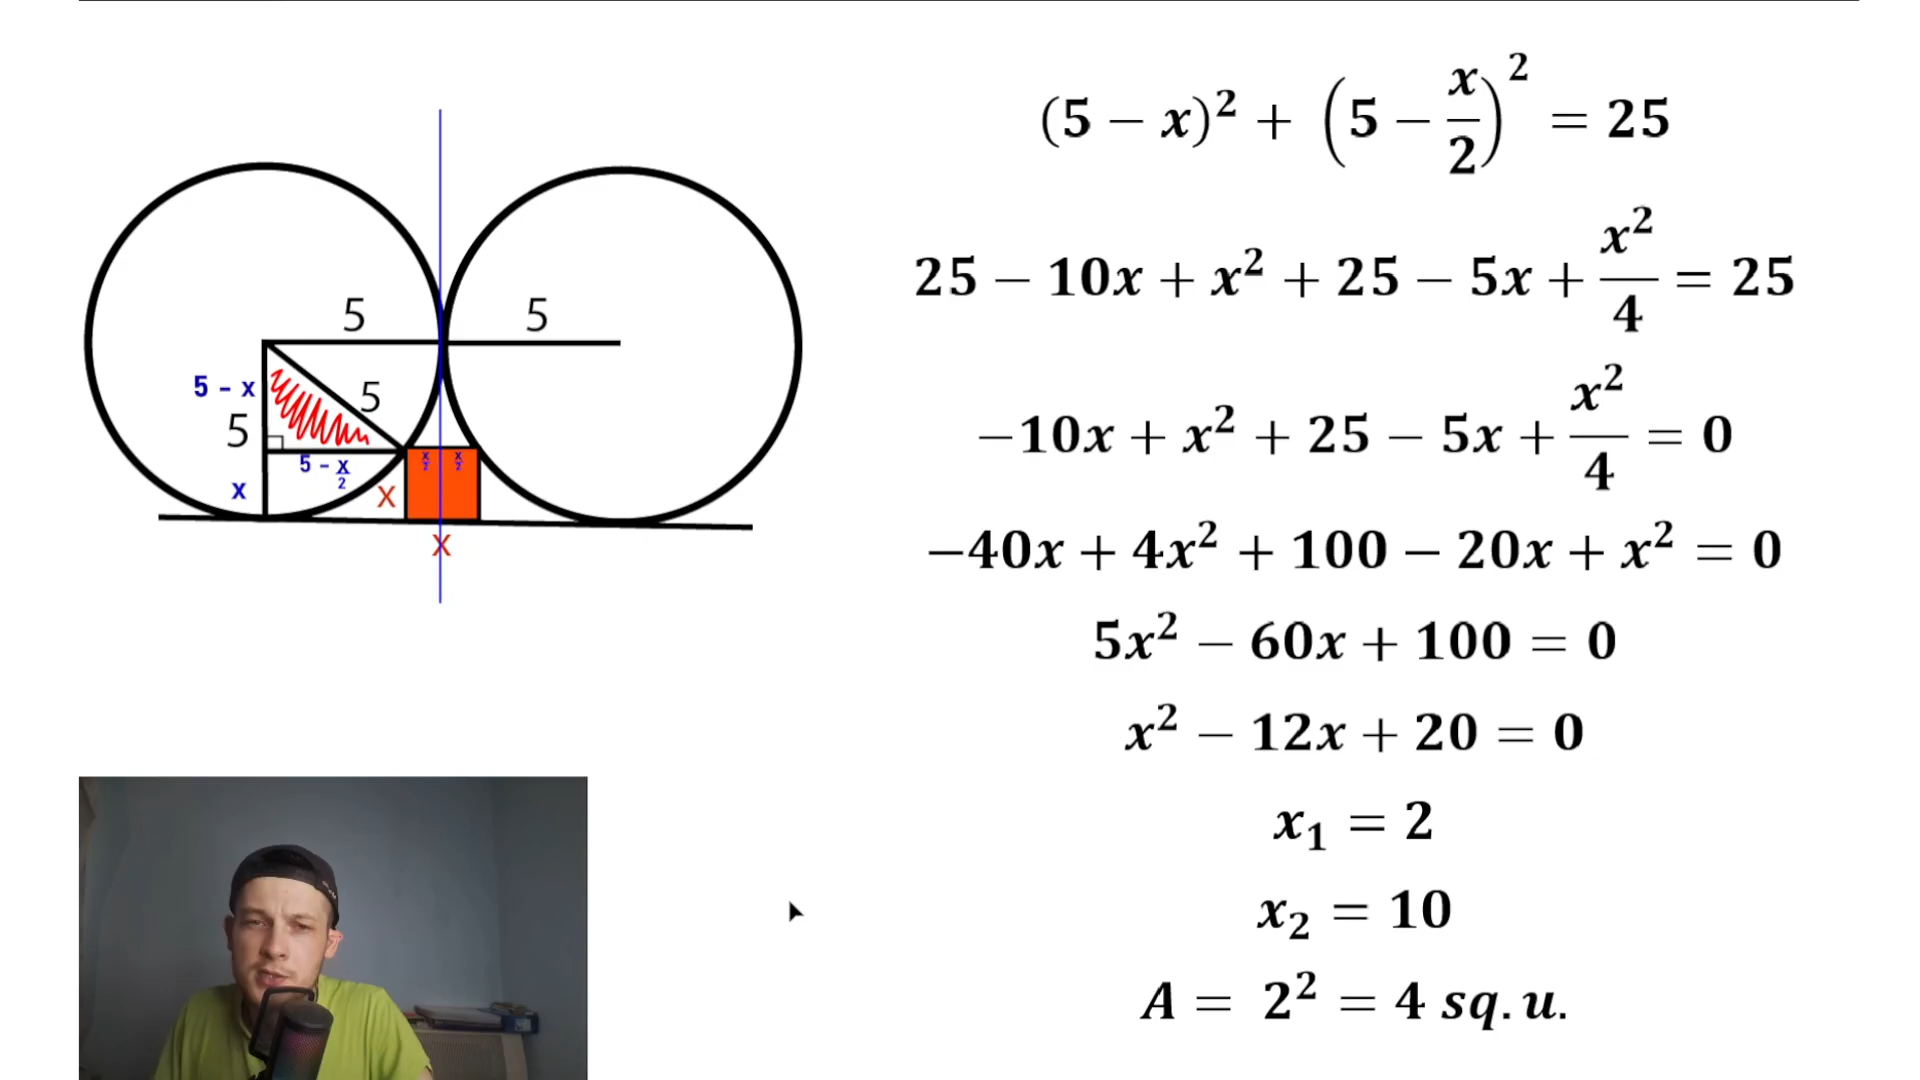 (5 − x)² + (5 − x/2)² = 25
25 − 10x + x² + 25 − 5x + x²/4 = 25
−10x + x² + 25 − 5x + x²/4 = 0
−40x + 4x² + 100 − 20x + x² = 0
5x² − 60x + 100 = 0
x² − 12x + 20 = 0
x₁ = 2
x₂ = 10
A = 2² = 4 sq. u.
5 5
5 - x
5
5
5 - x/2
x/2 x/2
x
x
x